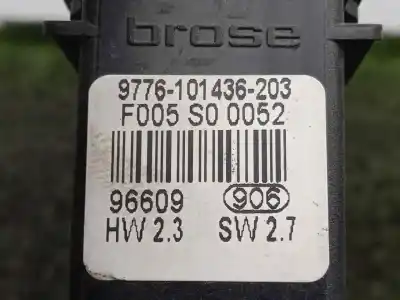 brose
9776-101436-203
F005 S0 0052
96609 906
HW 2.3 SW 2.7